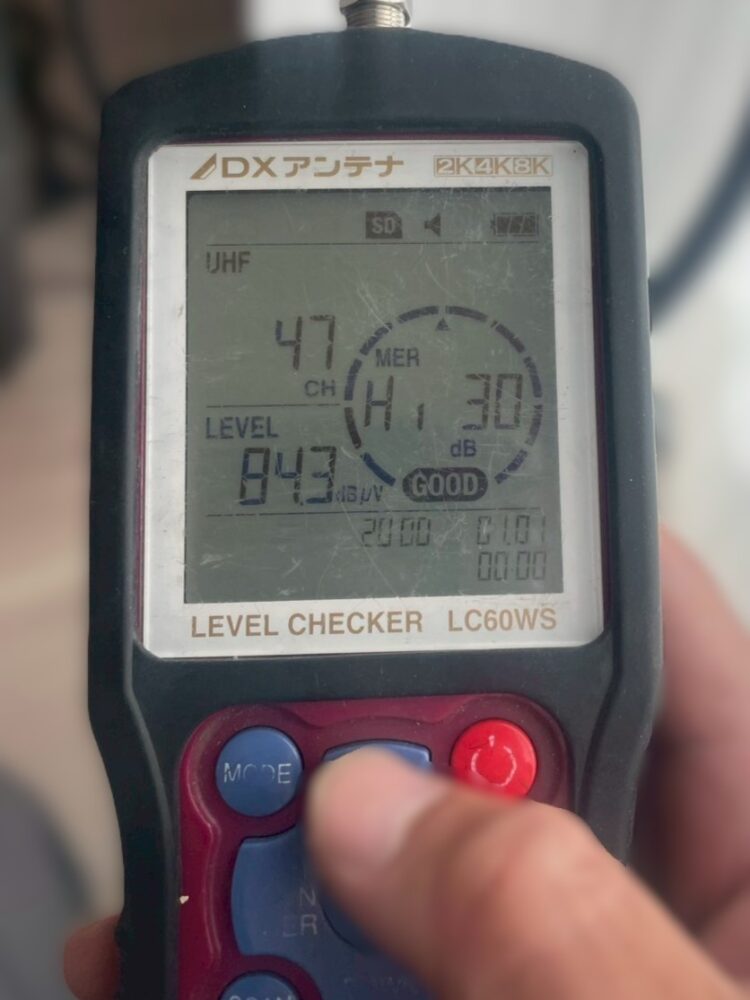 DXアンテナ 2K4K8K
SD
UHF
47
CH
MER
Hi 30
dB
GOOD
LEVEL
84.3 dBμV
2000 01.01
00:00
LEVEL CHECKER LC60WS
MODE
N
ER